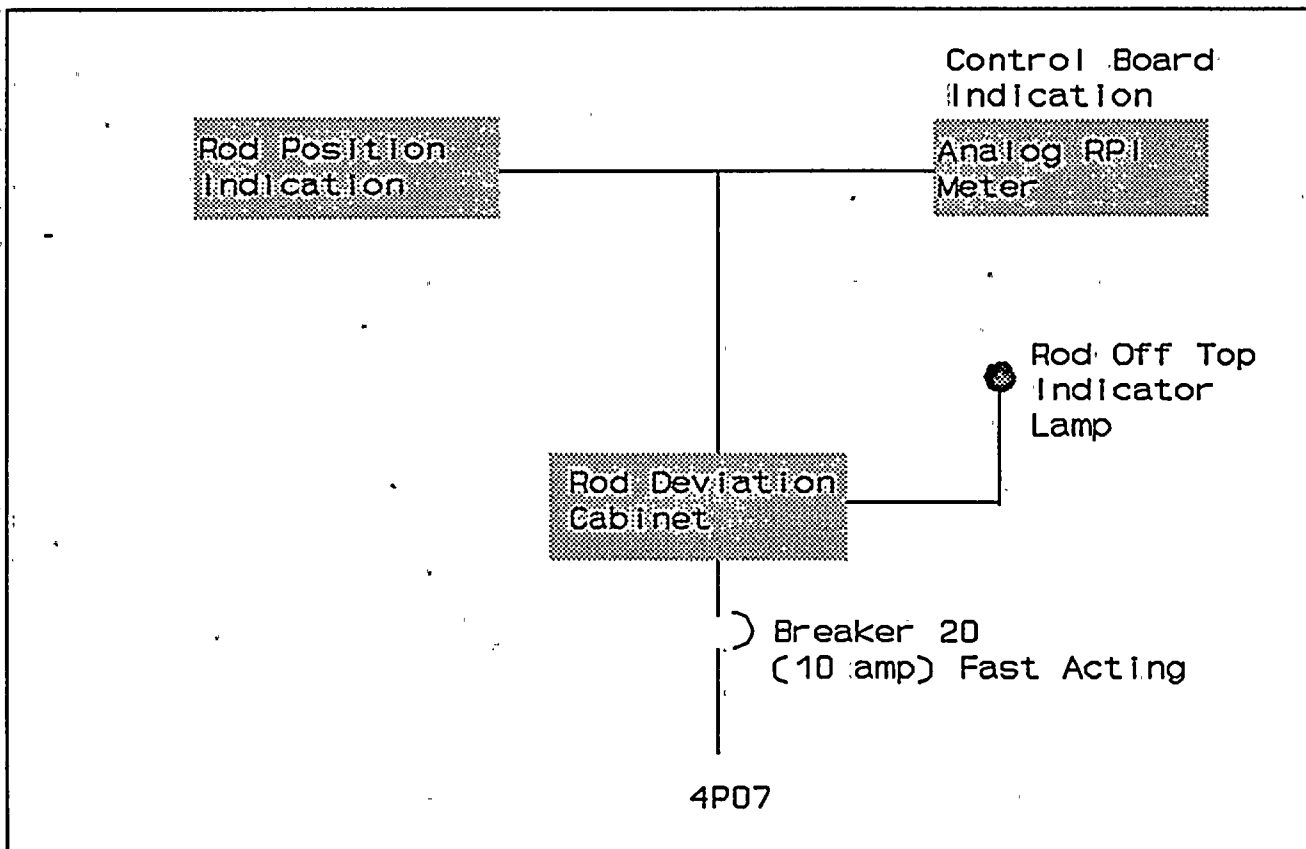 Control Board
Indication
Rod Position
Indication
Analog RPI
Meter
Rod Off Top
Indicator
Lamp
Rod Deviation
Cabinet
Breaker 20
(10 amp) Fast Acting
4P07